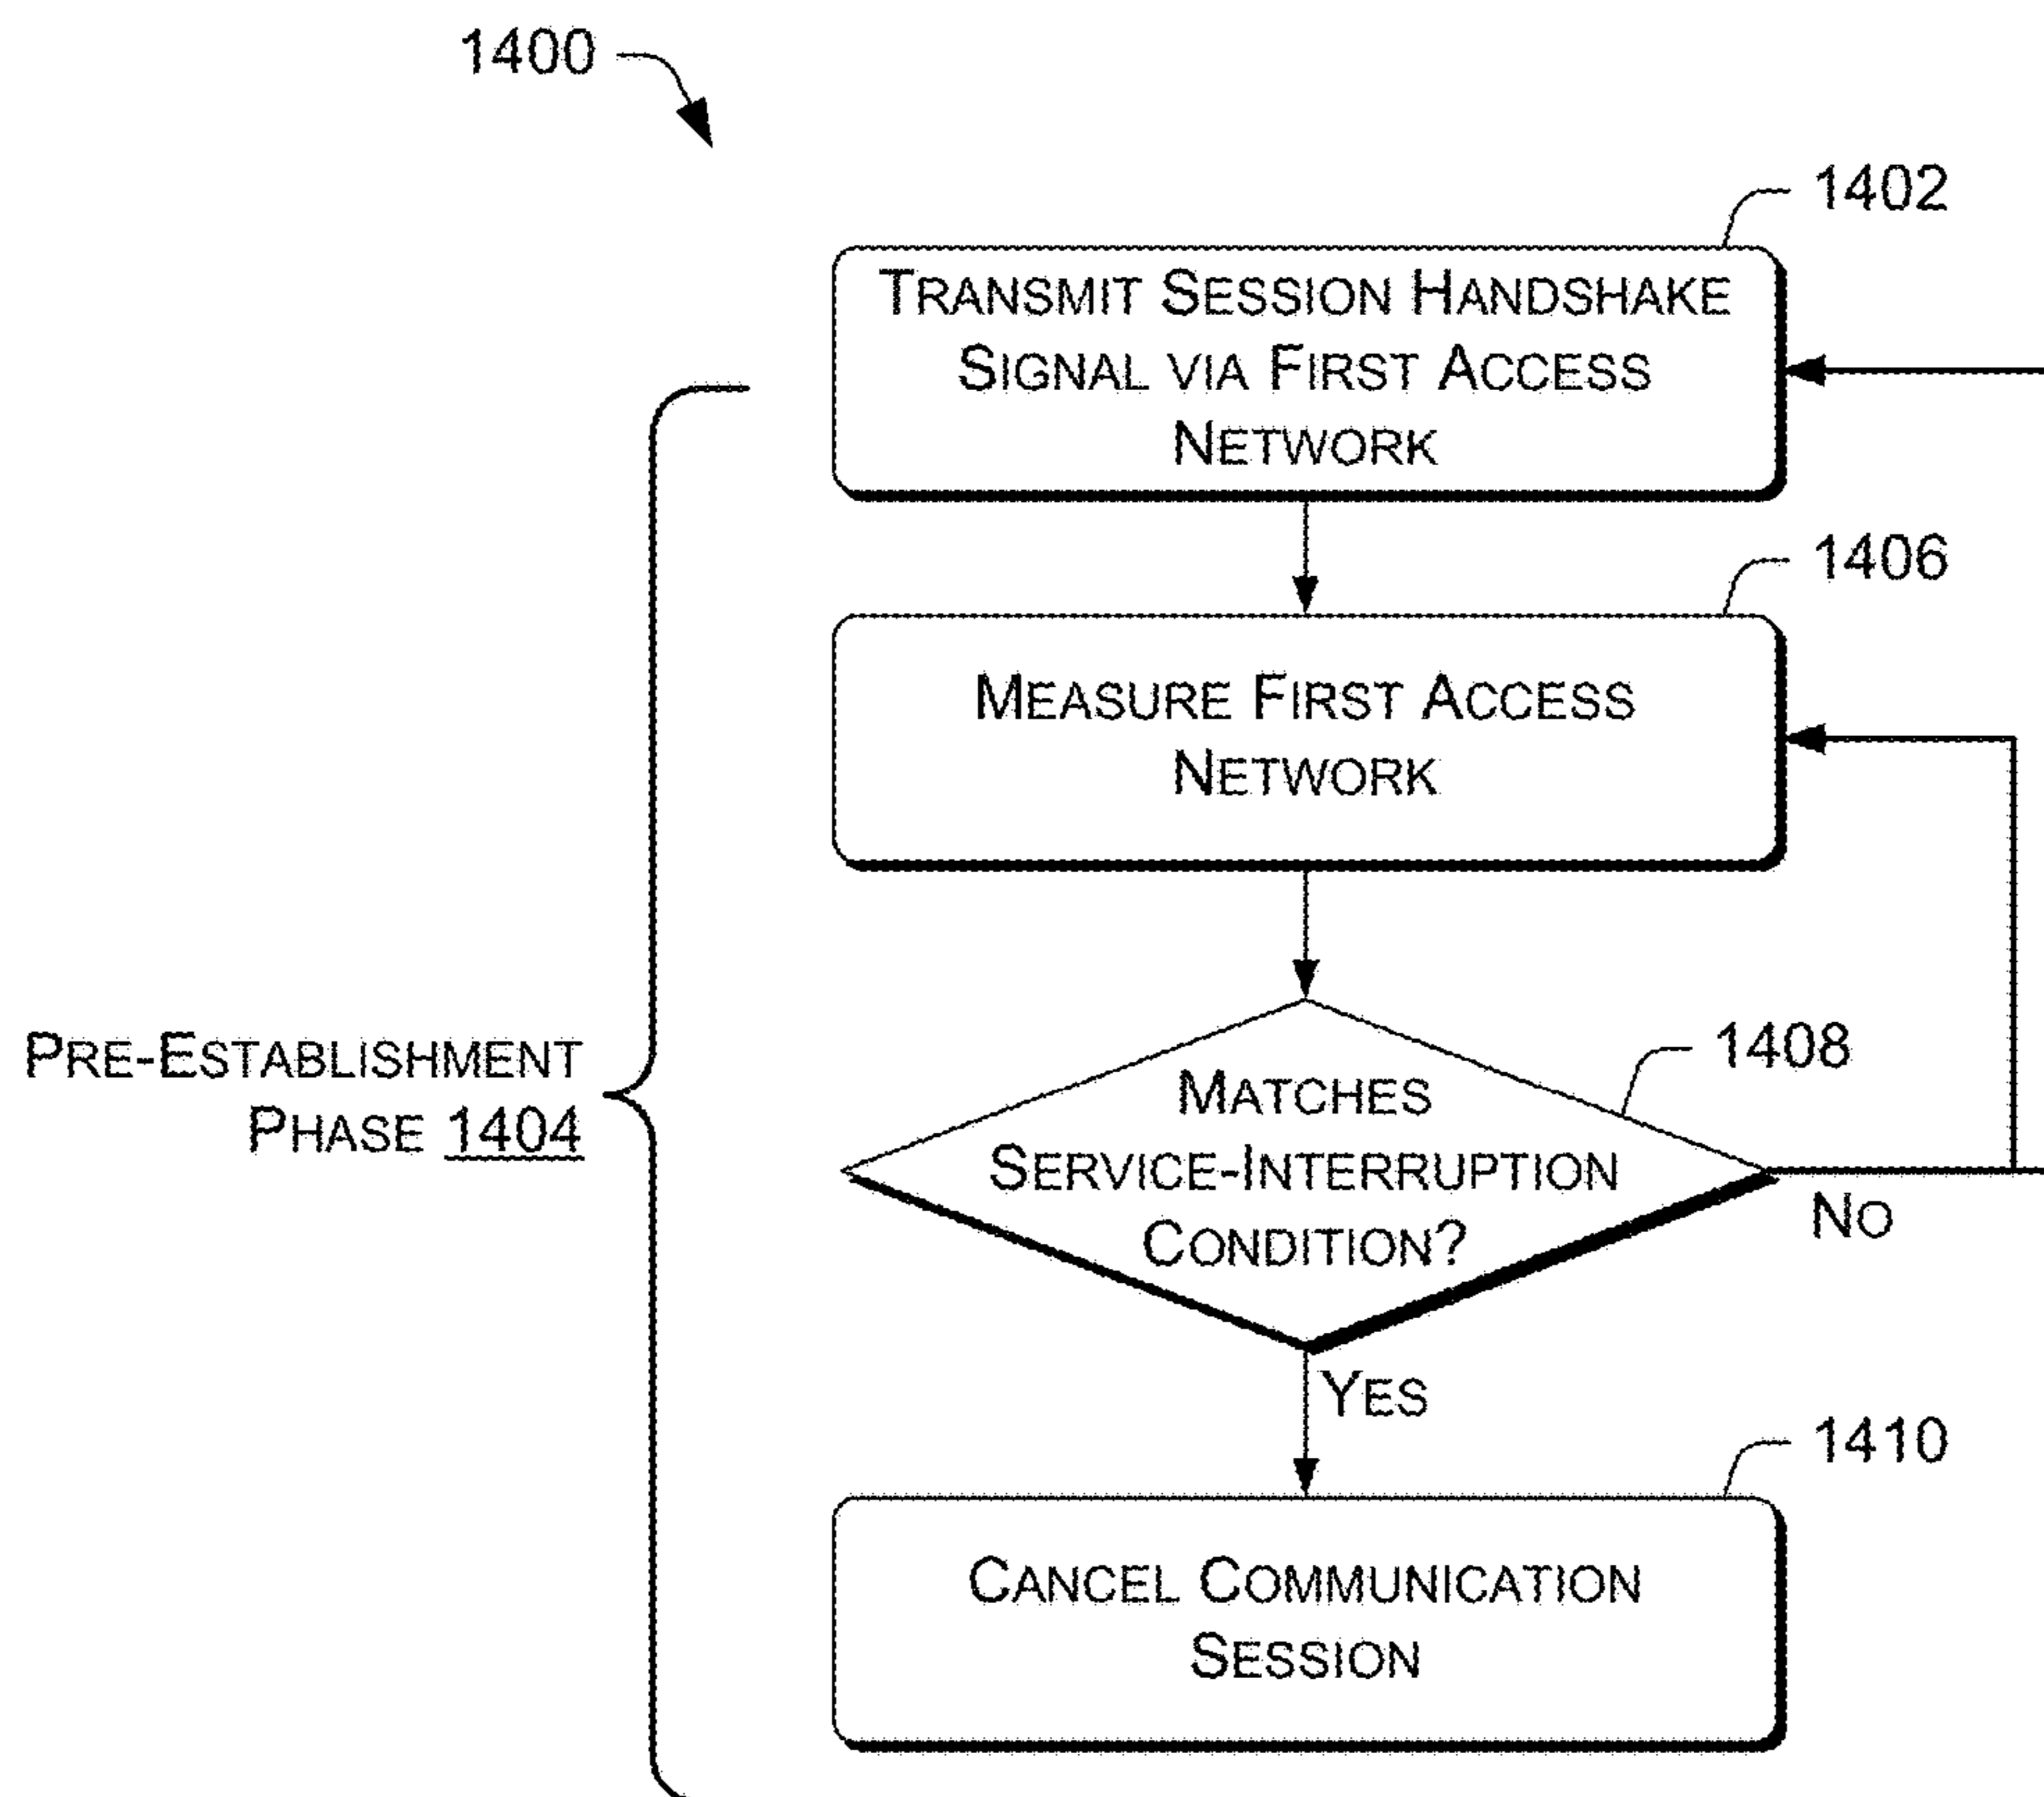 1400
1402
TRANSMIT SESSION HANDSHAKE
SIGNAL VIA FIRST ACCESS
NETWORK
1406
MEASURE FIRST ACCESS
NETWORK
PRE-ESTABLISHMENT
PHASE 1404
1408
MATCHES
SERVICE-INTERRUPTION
CONDITION?
NO
YES
1410
CANCEL COMMUNICATION
SESSION